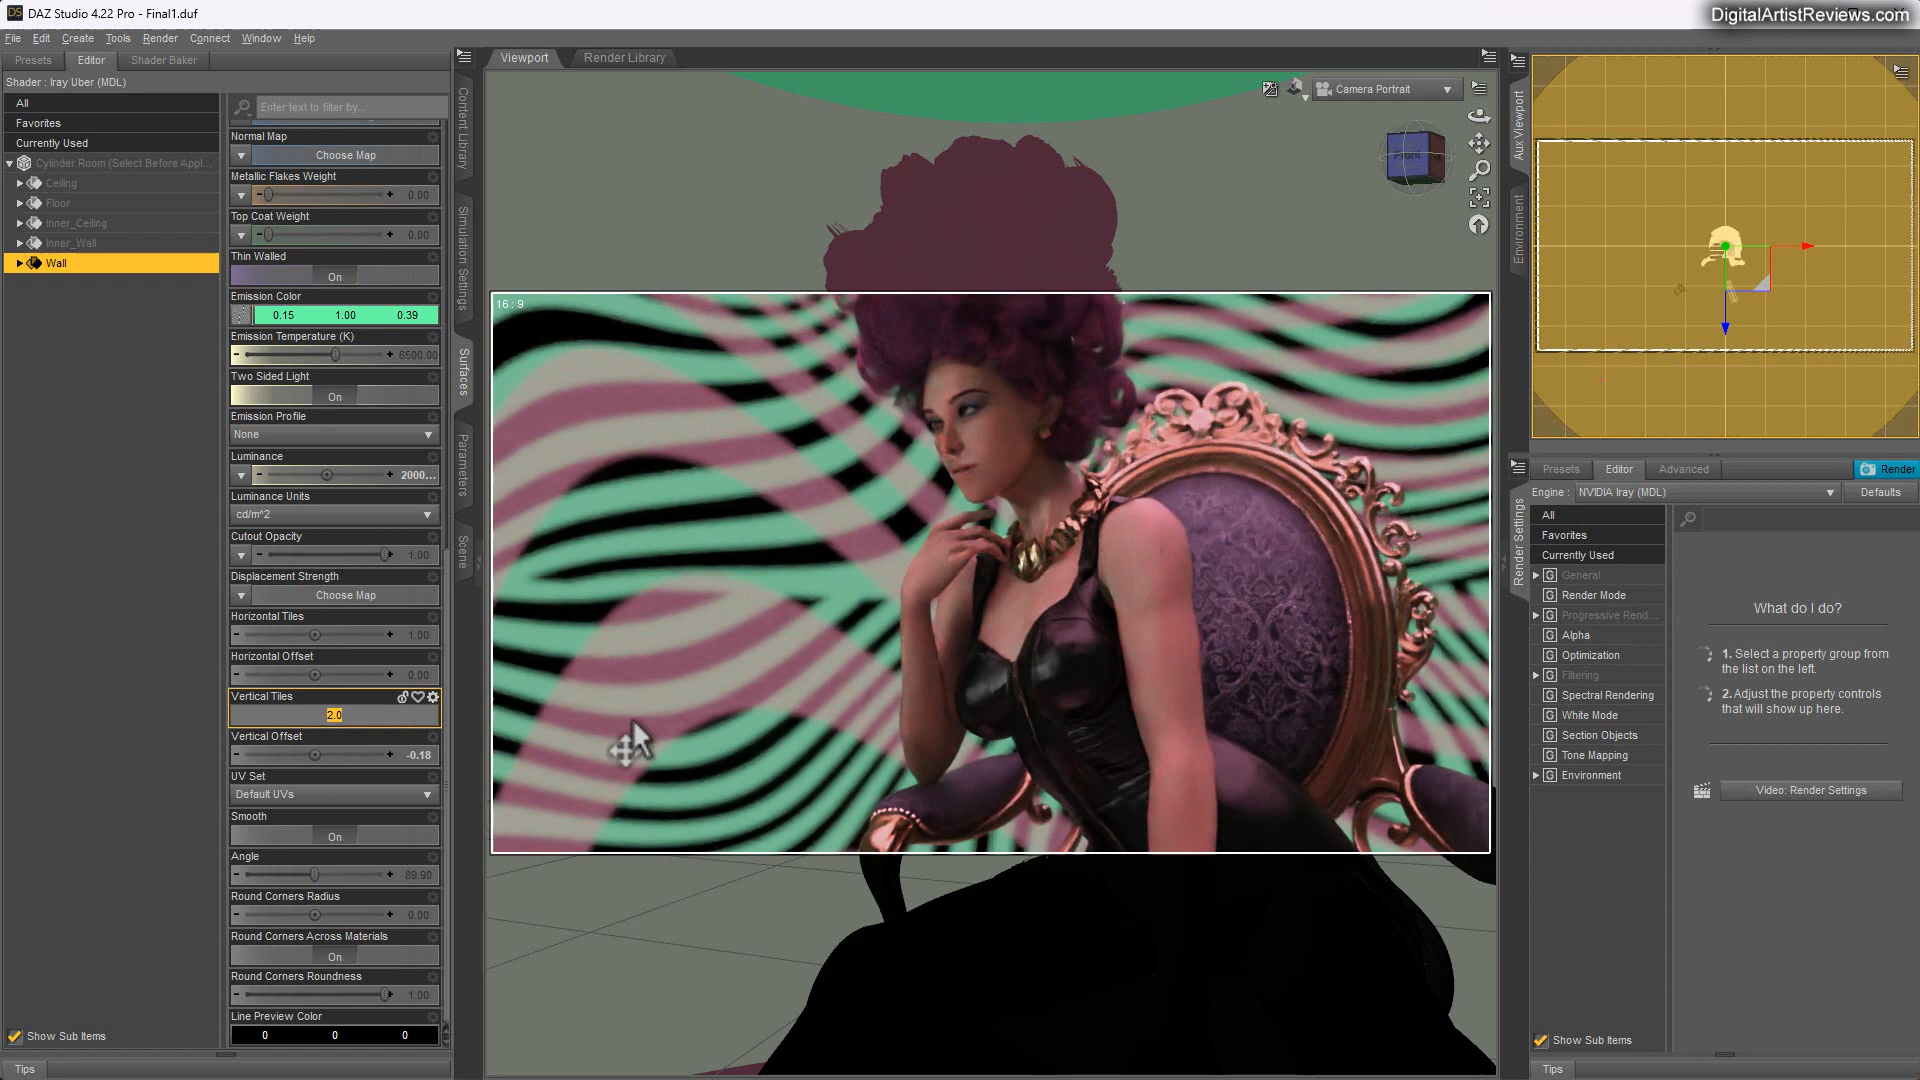 DS DAZ Studio 4.22 Pro - Final1.duf
DigitalArtistReviews.com
File Edit Create Tools Render Connect Window Help
Presets Editor Shader Baker
Shader : Iray Uber (MDL)
All
Favorites
Currently Used
Cylinder Room (Select Before Appl...
Ceiling
Floor
Inner_Ceiling
Inner_Wall
Wall
Show Sub Items
Tips
Enter text to filter by...
Normal Map
Choose Map
Metallic Flakes Weight
0.00
Top Coat Weight
0.00
Thin Walled
On
Emission Color
0.15 1.00 0.39
Emission Temperature (K)
6500.00
Two Sided Light
On
Emission Profile
None
Luminance
2000...
Luminance Units
cd/m^2
Cutout Opacity
1.00
Displacement Strength
Choose Map
Horizontal Tiles
1.00
Horizontal Offset
0.00
Vertical Tiles
2.0
Vertical Offset
-0.18
UV Set
Default UVs
Smooth
On
Angle
89.90
Round Corners Radius
0.00
Round Corners Across Materials
On
Round Corners Roundness
1.00
Line Preview Color
0 0 0
Content Library
Simulation Settings
Surfaces
Parameters
Scene
Viewport Render Library
Camera Portrait
Front
16 : 9
Aux Viewport
Environment
Render Settings
Presets Editor Advanced Render
Engine : NVIDIA Iray (MDL) Defaults
All
Favorites
Currently Used
G General
G Render Mode
G Progressive Rend...
G Alpha
G Optimization
G Filtering
G Spectral Rendering
G White Mode
G Section Objects
G Tone Mapping
G Environment
What do I do?
1. Select a property group from
the list on the left.
2. Adjust the property controls
that will show up here.
Video: Render Settings
Show Sub Items
Tips